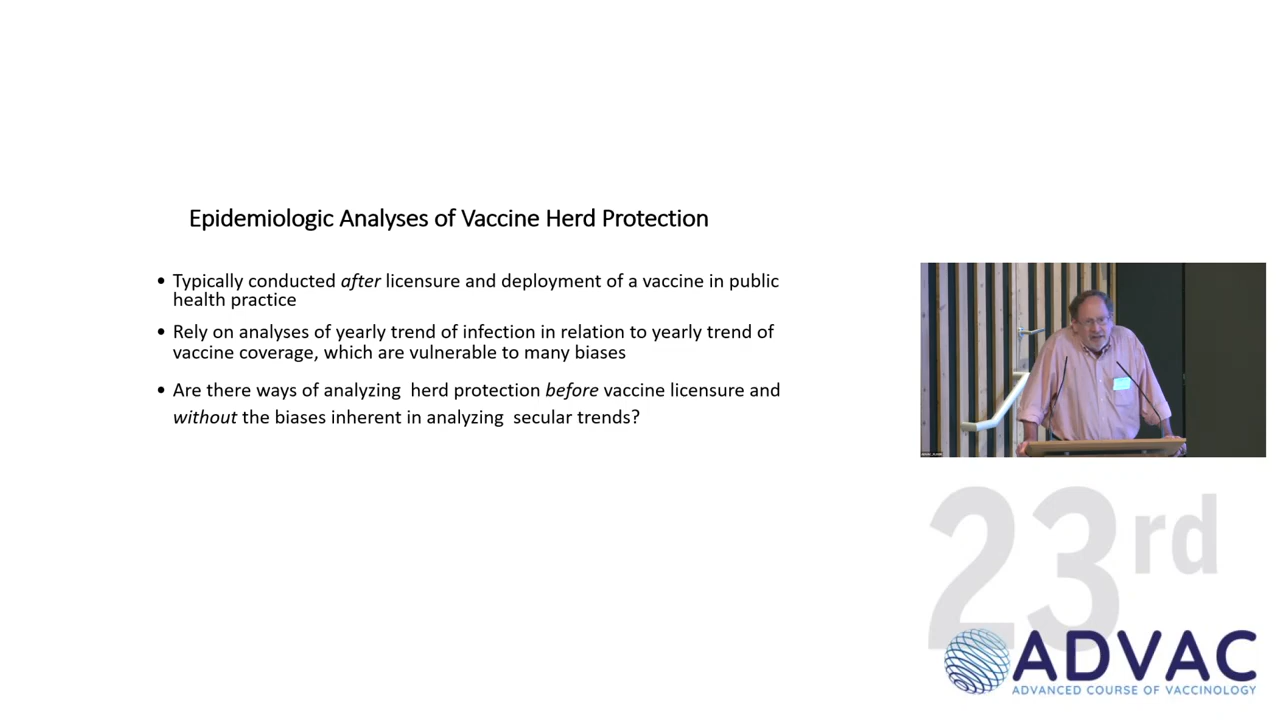 Epidemiologic Analyses of Vaccine Herd Protection
• Typically conducted after licensure and deployment of a vaccine in public
health practice
• Rely on analyses of yearly trend of infection in relation to yearly trend of
vaccine coverage, which are vulnerable to many biases
• Are there ways of analyzing herd protection before vaccine licensure and
without the biases inherent in analyzing secular trends?
23rd
ADVAC
ADVANCED COURSE OF VACCINOLOGY